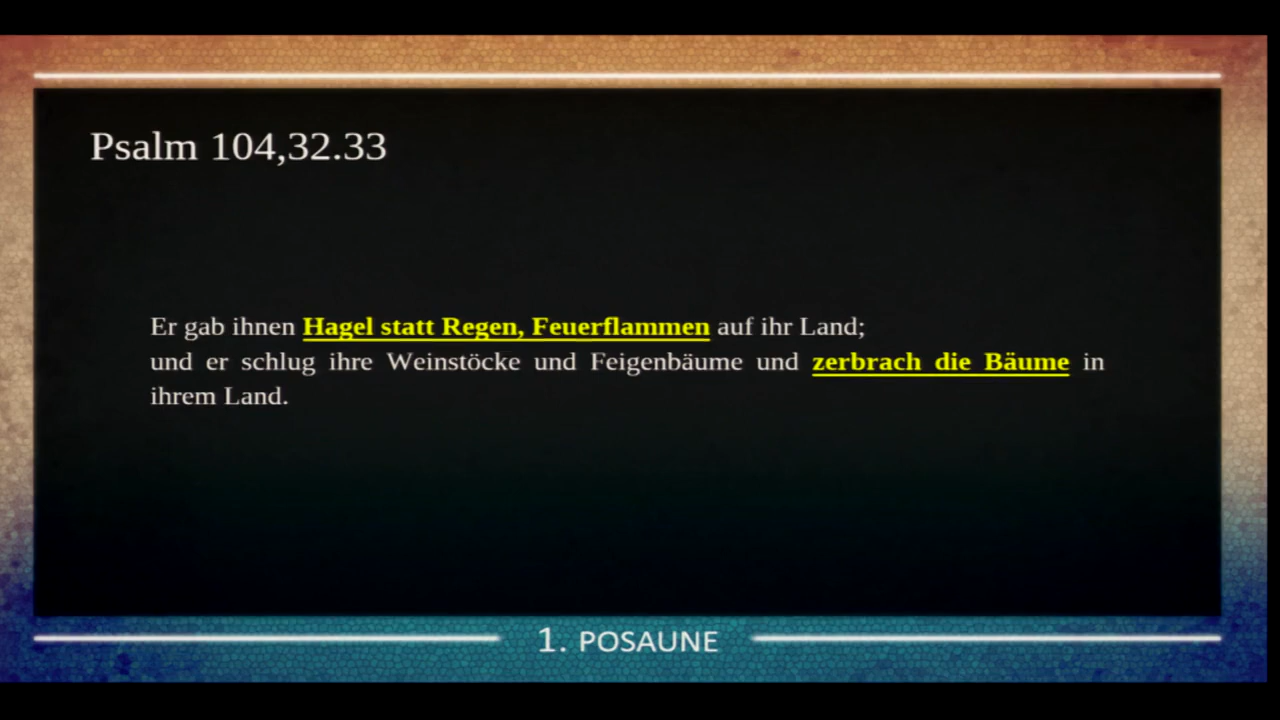 Psalm 104,32.33
Er gab ihnen Hagel statt Regen, Feuerflammen auf ihr Land;
und er schlug ihre Weinstöcke und Feigenbäume und zerbrach die Bäume in
ihrem Land.
1. POSAUNE